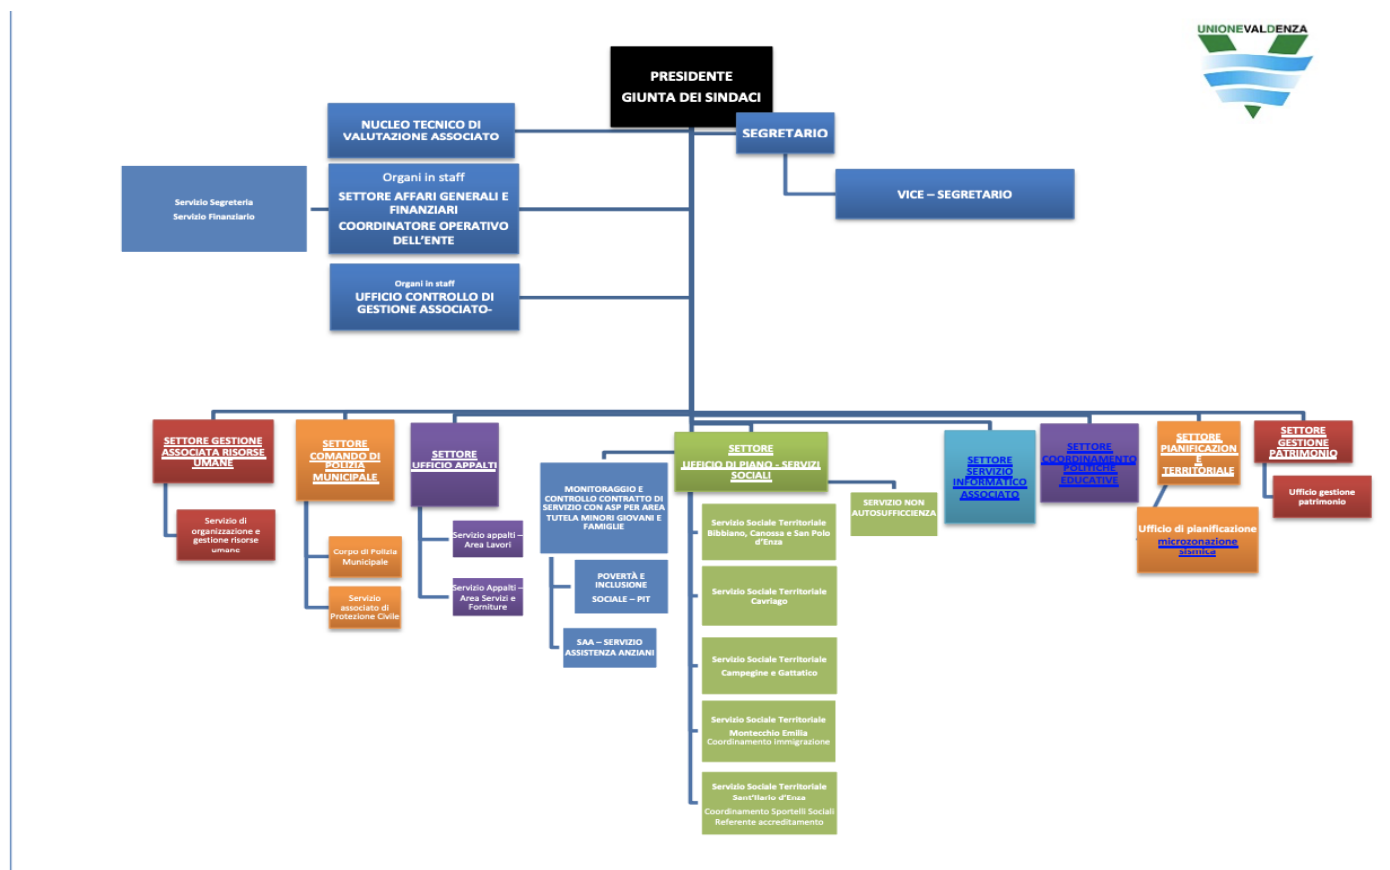 UNIONEVALDENZA
PRESIDENTE
GIUNTA DEI SINDACI
NUCLEO TECNICO DI
VALUTAZIONE ASSOCIATO
SEGRETARIO
VICE – SEGRETARIO
Servizio Segreteria
Servizio Finanziario
Organi in staff
SETTORE AFFARI GENERALI E
FINANZIARI
COORDINATORE OPERATIVO
DELL'ENTE
Organi in staff
UFFICIO CONTROLLO DI
GESTIONE ASSOCIATO-
SETTORE GESTIONE
ASSOCIATA RISORSE
UMANE
Servizio di
organizzazione e
gestione risorse
umane
SETTORE
COMANDO DI
POLIZIA
MUNICIPALE
Corpo di Polizia
Municipale
Servizio
associato di
Protezione Civile
SETTORE
UFFICIO APPALTI
Servizio appalti –
Area Lavori
Servizio Appalti –
Area Servizi e
Forniture
SETTORE
UFFICIO DI PIANO - SERVIZI
SOCIALI
MONITORAGGIO E
CONTROLLO CONTRATTO DI
SERVIZIO CON ASP PER AREA
TUTELA MINORI GIOVANI E
FAMIGLIE
POVERTÀ E
INCLUSIONE
SOCIALE – PIT
SAA – SERVIZIO
ASSISTENZA ANZIANI
Servizio Sociale Territoriale
Bibbiano, Canossa e San Polo
d'Enza
Servizio Sociale Territoriale
Cavriago
Servizio Sociale Territoriale
Campegine e Gattatico
Servizio Sociale Territoriale
Montecchio Emilia
Coordinamento immigrazione
Servizio Sociale Territoriale
Sant'Ilario d'Enza
Coordinamento Sportelli Sociali
Referente accreditamento
SERVIZIO NON
AUTOSUFFICCIENZA
SETTORE
SERVIZIO
INFORMATICO
ASSOCIATO
SETTORE
COORDINAMENTO
POLITICHE
EDUCATIVE
SETTORE
PIANIFICAZION
E
TERRITORIALE
Ufficio di pianificazione
microzonazione
sismica
SETTORE
GESTIONE
PATRIMONIO
Ufficio gestione
patrimonio